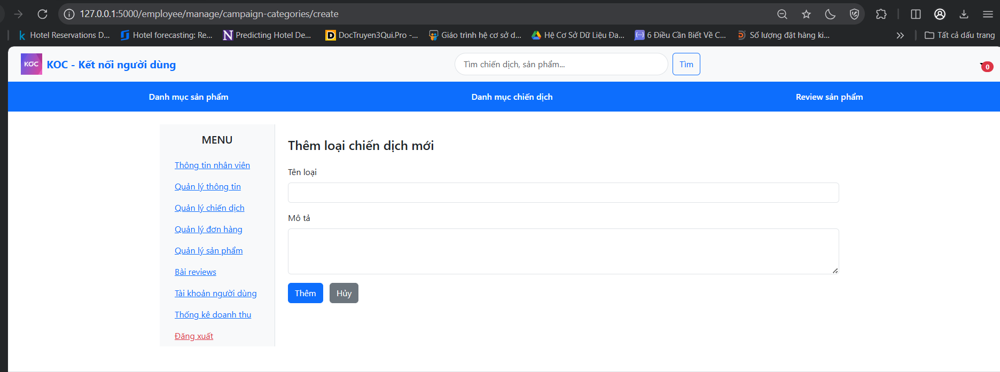 127.0.0.1:5000/employee/manage/campaign-categories/create
k Hotel Reservations D... Hotel forecasting: Re... N Predicting Hotel De... D DocTruyen3Qui.Pro -... Giáo trình hệ cơ sở d... Hệ Cơ Sở Dữ Liệu Đa... {...} 6 Điều Cần Biết Về C... Số lượng đặt hàng ki... Tất cả dấu trang
KOC KOC - Kết nối người dùng Tìm chiến dịch, sản phẩm... Tìm 0
Danh mục sản phẩm Danh mục chiến dịch Review sản phẩm
MENU
Thông tin nhân viên
Quản lý thông tin
Quản lý chiến dịch
Quản lý đơn hàng
Quản lý sản phẩm
Bài reviews
Tài khoản người dùng
Thống kê doanh thu
Đăng xuất
Thêm loại chiến dịch mới
Tên loại
Mô tả
Thêm Hủy